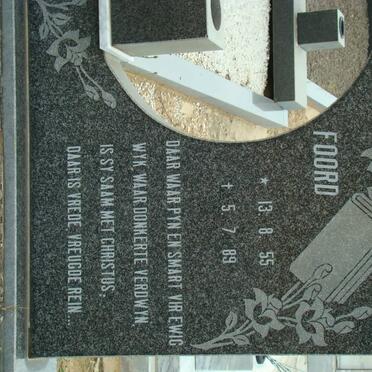 FOORD
★ 13 8 55
† 5 7 89
DAAR WAAR PYN EN SMART VIR EWIG
WYK, WAAR DONKERTE VERDWYN.
IS SY SAAM MET CHRISTUS,
DAAR IS VREDE, VREUGDE REIN...